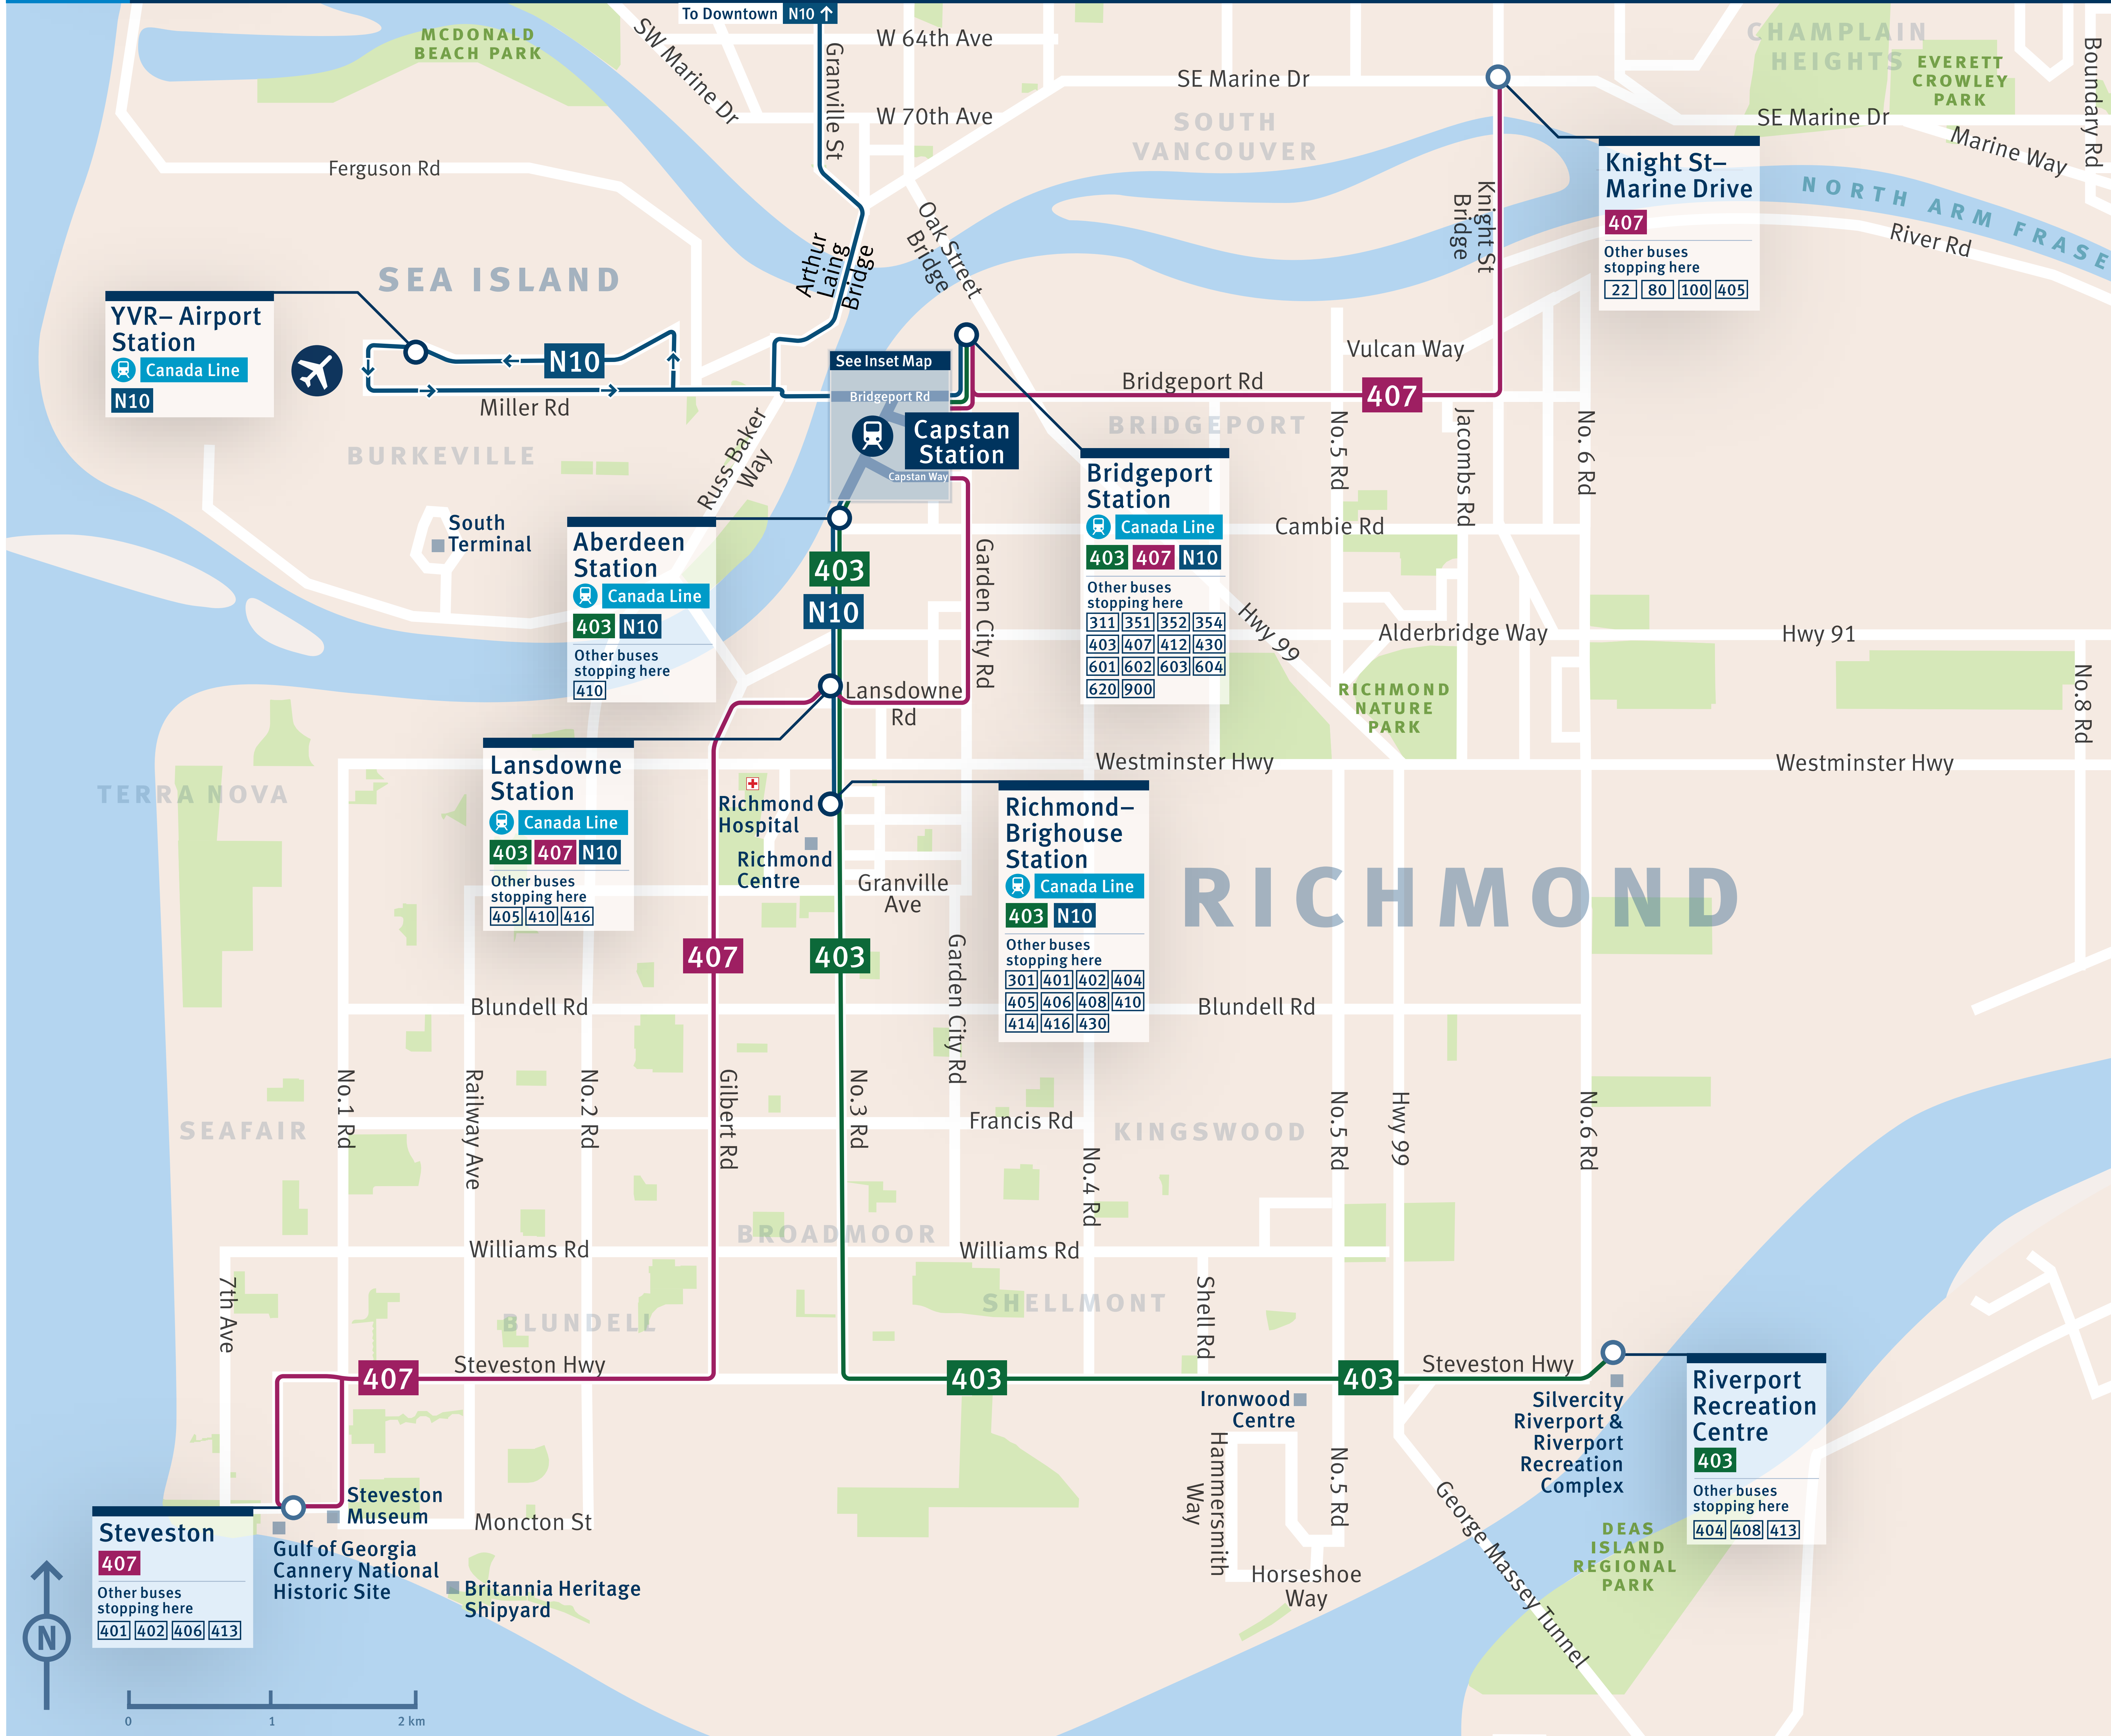 To Downtown N10
MCDONALD
BEACH PARK
SW Marine Dr
Granville St
W 64th Ave
W 70th Ave
SE Marine Dr
SOUTH
VANCOUVER
CHAMPLAIN
HEIGHTS
EVERETT
CROWLEY
PARK
Boundary Rd
SE Marine Dr
Marine Way
NORTH ARM FRASE
River Rd
Knight St–
Marine Drive
407
Other buses
stopping here
22 80 100 405
Knight St
Bridge
Oak Street
Bridge
Arthur
Laing
Bridge
Ferguson Rd
SEA ISLAND
YVR– Airport
Station
Canada Line
N10
N10
Miller Rd
BURKEVILLE
Russ Baker
Way
South
Terminal
See Inset Map
Bridgeport Rd
Capstan
Station
Capstan Way
Bridgeport Rd
407
Vulcan Way
BRIDGEPORT
No.5 Rd
Jacombs Rd
No. 6 Rd
Bridgeport
Station
Canada Line
403 407 N10
Other buses
stopping here
311 351 352 354
403 407 412 430
601 602 603 604
620 900
Cambie Rd
Aberdeen
Station
Canada Line
403 N10
Other buses
stopping here
410
403
N10
Garden City Rd
Hwy 99
Alderbridge Way
Hwy 91
No.8 Rd
RICHMOND
NATURE
PARK
Lansdowne
Rd
Westminster Hwy
Westminster Hwy
TERRA NOVA
Lansdowne
Station
Canada Line
403 407 N10
Other buses
stopping here
405 410 416
Richmond
Hospital
Richmond
Centre
Granville
Ave
Richmond–
Brighouse
Station
Canada Line
403 N10
Other buses
stopping here
301 401 402 404
405 406 408 410
414 416 430
RICHMOND
407
403
Garden City Rd
Blundell Rd
Blundell Rd
No.1 Rd
Railway Ave
No.2 Rd
Gilbert Rd
No.3 Rd
Francis Rd
No.4 Rd
No.5 Rd
Hwy 99
No.6 Rd
SEAFAIR
KINGSWOOD
BROADMOOR
Williams Rd
Williams Rd
7th Ave
BLUNDELL
SHELLMONT
Shell Rd
407
Steveston Hwy
403
403
Steveston Hwy
Ironwood
Centre
Silvercity
Riverport &
Riverport
Recreation
Complex
Riverport
Recreation
Centre
403
Other buses
stopping here
404 408 413
Hammersmith
Way
No.5 Rd
Horseshoe
Way
George Massey Tunnel
DEAS
ISLAND
REGIONAL
PARK
Steveston
407
Other buses
stopping here
401 402 406 413
Steveston
Museum
Moncton St
Gulf of Georgia
Cannery National
Historic Site
Britannia Heritage
Shipyard
N
0 1 2 km